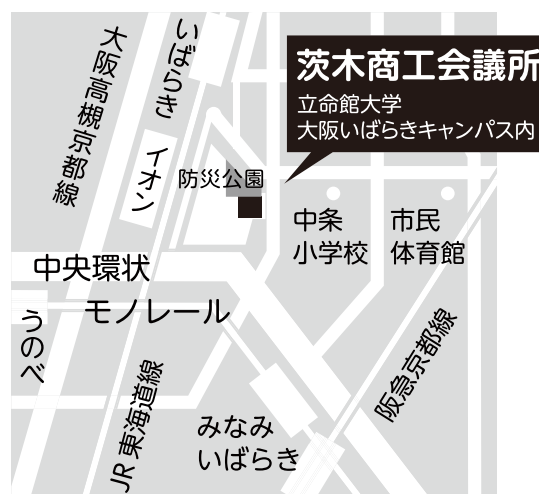 茨木商工会議所
立命館大学
大阪いばらきキャンパス内
いばらき
大阪高槻京都線
イオン
防災公園
中条
小学校
市民
体育館
中央環状
モノレール
うのべ
阪急京都線
JR東海道線
みなみ
いばらき